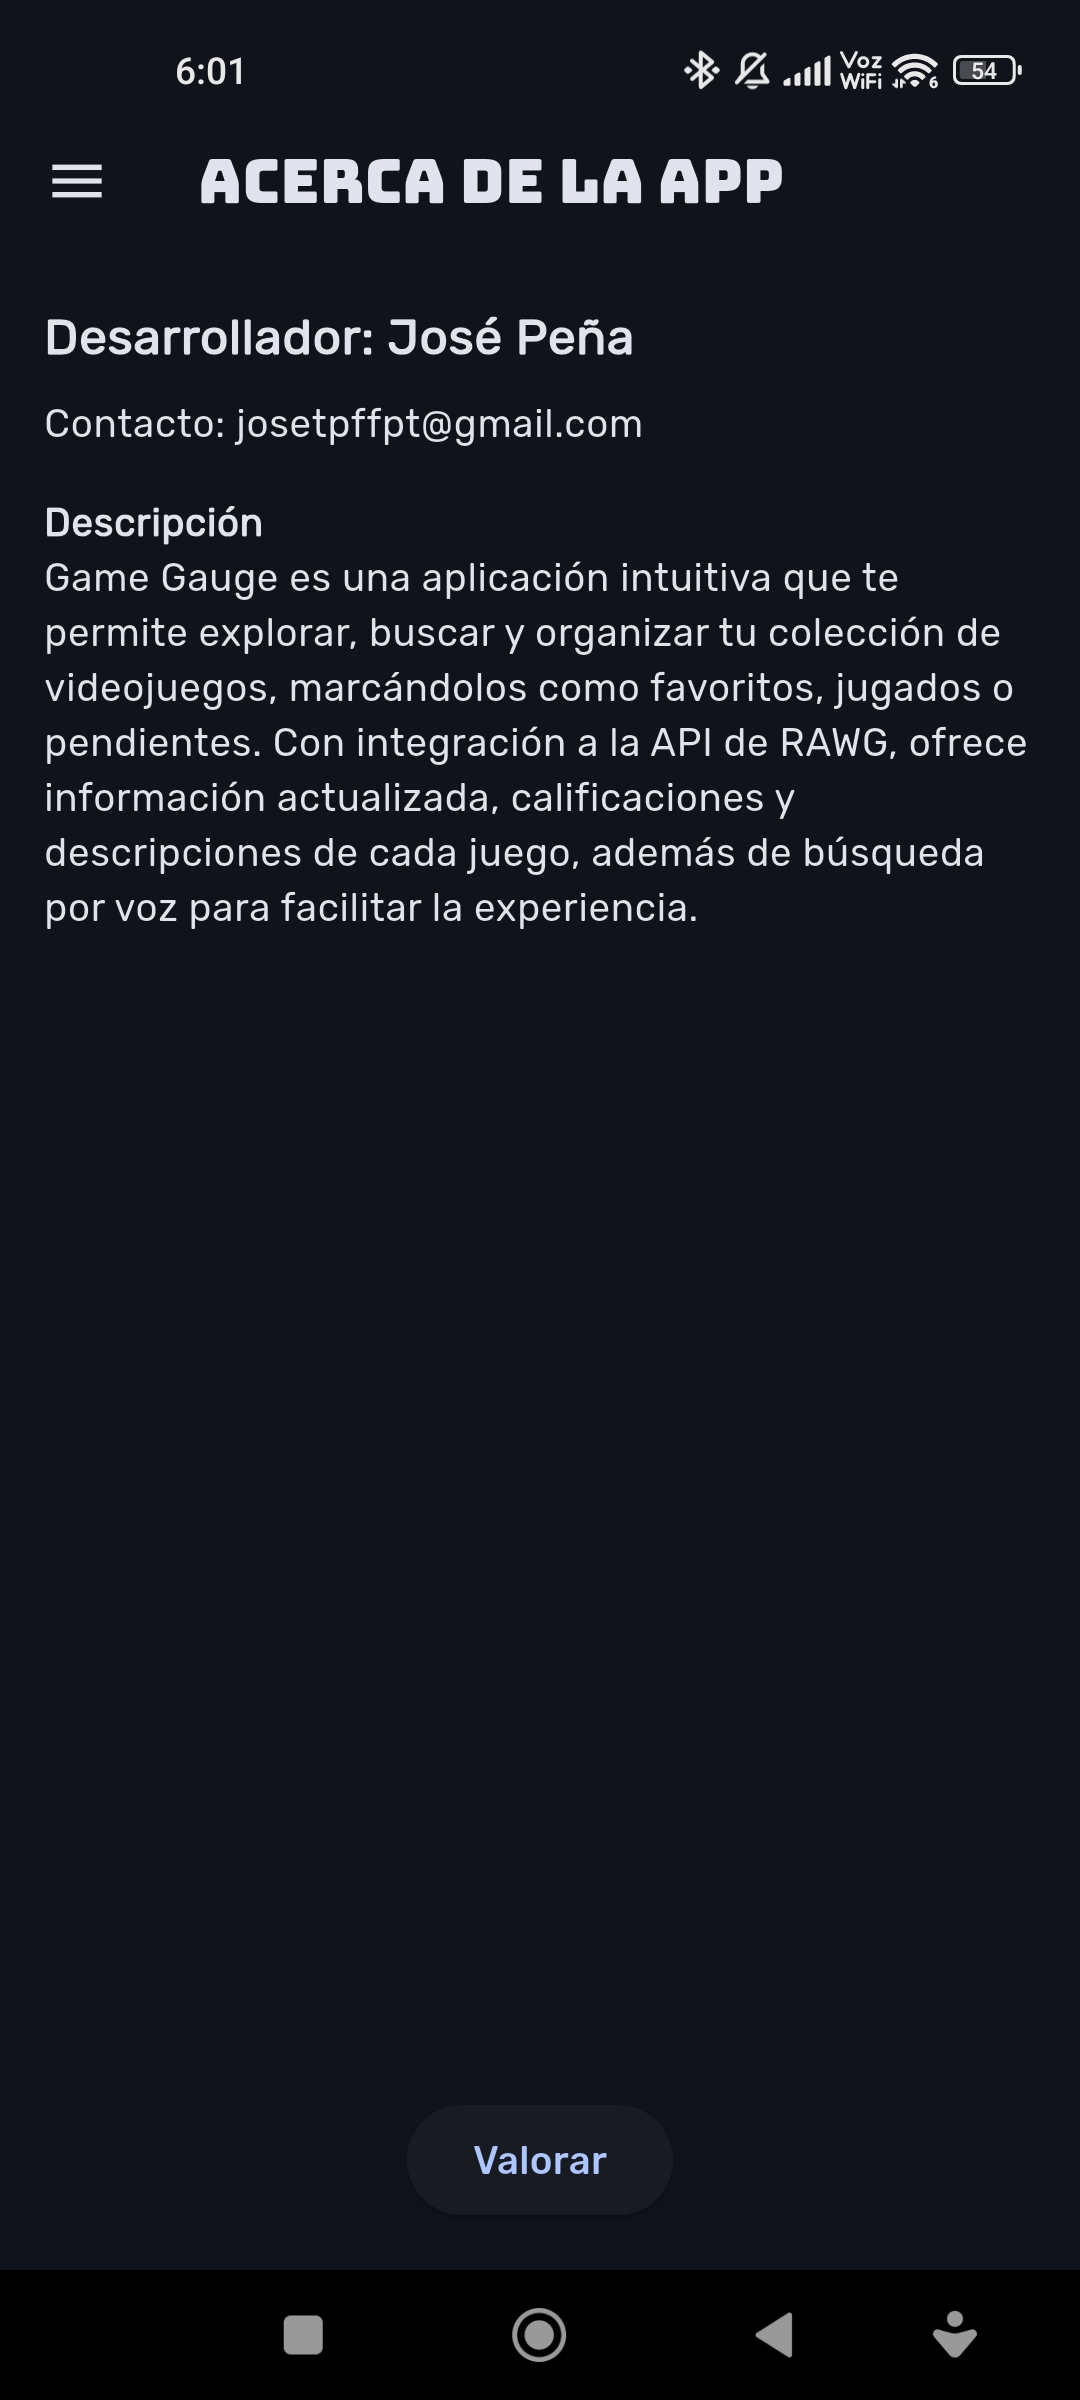 6:01
Voz
WiFi
6
54
ACERCA DE LA APP
Desarrollador: José Peña
Contacto: josetpffpt@gmail.com
Descripción
Game Gauge es una aplicación intuitiva que te
permite explorar, buscar y organizar tu colección de
videojuegos, marcándolos como favoritos, jugados o
pendientes. Con integración a la API de RAWG, ofrece
información actualizada, calificaciones y
descripciones de cada juego, además de búsqueda
por voz para facilitar la experiencia.
Valorar